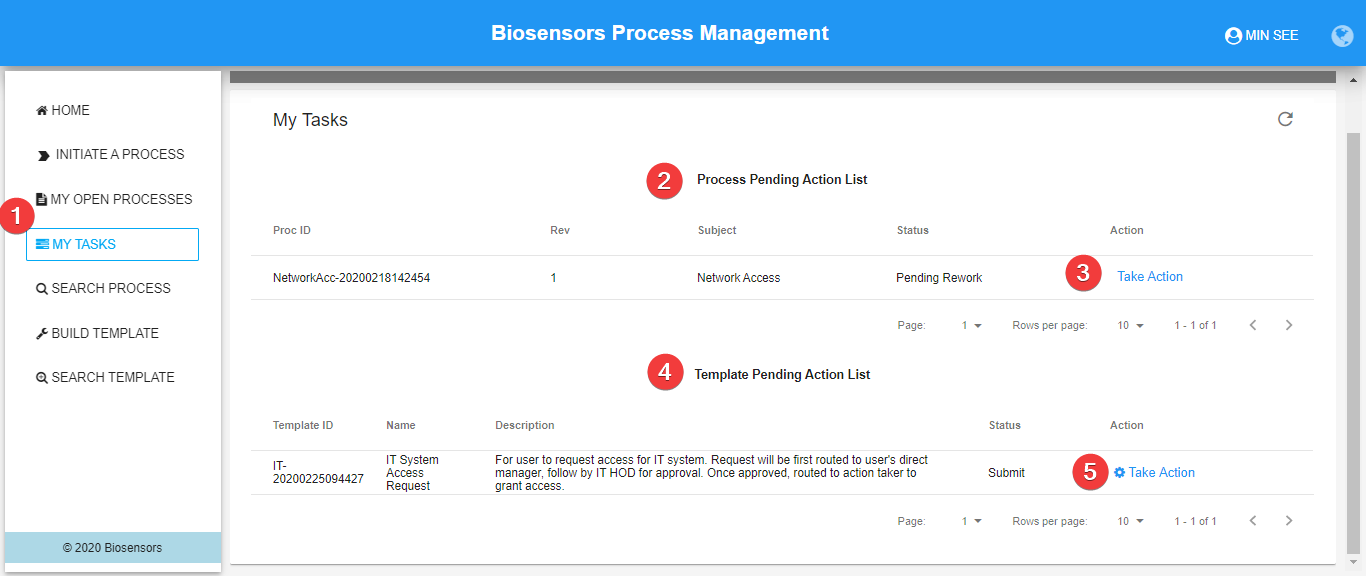 Biosensors Process Management
MIN SEE
HOME
INITIATE A PROCESS
MY OPEN PROCESSES
1
MY TASKS
SEARCH PROCESS
BUILD TEMPLATE
SEARCH TEMPLATE
© 2020 Biosensors
My Tasks
2 Process Pending Action List
Proc ID Rev Subject Status Action
NetworkAcc-20200218142454 1 Network Access Pending Rework 3 Take Action
Page: 1 Rows per page: 10 1 - 1 of 1
4 Template Pending Action List
Template ID Name Description Status Action
IT-
20200225094427
IT System
Access
Request
For user to request access for IT system. Request will be first routed to user's direct
manager, follow by IT HOD for approval. Once approved, routed to action taker to
grant access.
Submit
5 Take Action
Page: 1 Rows per page: 10 1 - 1 of 1